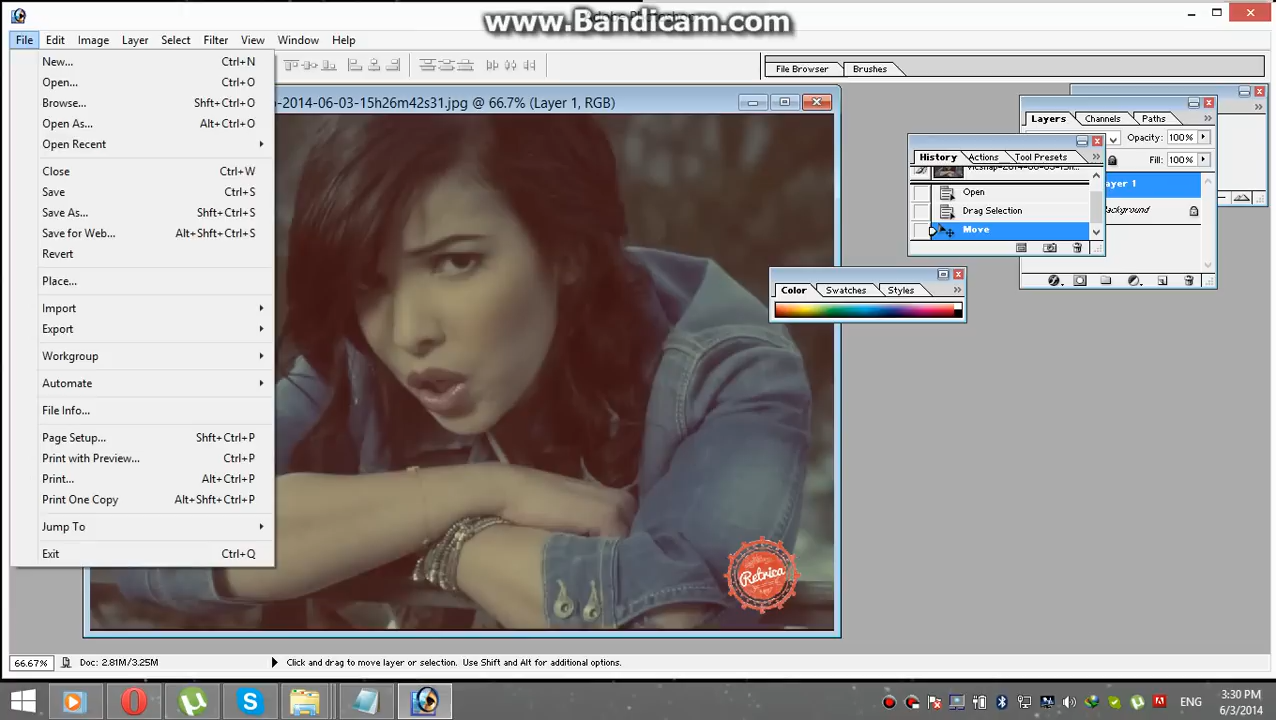 www.Bandicam.com
File Edit Image Layer Select Filter View Window Help
New... Ctrl+N
Open... Ctrl+O
Browse... Shft+Ctrl+O
Open As... Alt+Ctrl+O
Open Recent
Close Ctrl+W
Save Ctrl+S
Save As... Shft+Ctrl+S
Save for Web... Alt+Shft+Ctrl+S
Revert
Place...
Import
Export
Workgroup
Automate
File Info...
Page Setup... Shft+Ctrl+P
Print with Preview... Ctrl+P
Print... Alt+Ctrl+P
Print One Copy Alt+Shft+Ctrl+P
Jump To
Exit Ctrl+Q
File Browser Brushes
-2014-06-03-15h26m42s31.jpg @ 66.7% (Layer 1, RGB)
Layers Channels Paths
Opacity: 100%
Fill: 100%
ayer 1
Background
History Actions Tool Presets
Open
Drag Selection
Move
Color Swatches Styles
Retrica
66.67% Doc: 2.81M/3.25M Click and drag to move layer or selection. Use Shift and Alt for additional options.
ENG
3:30 PM
6/3/2014